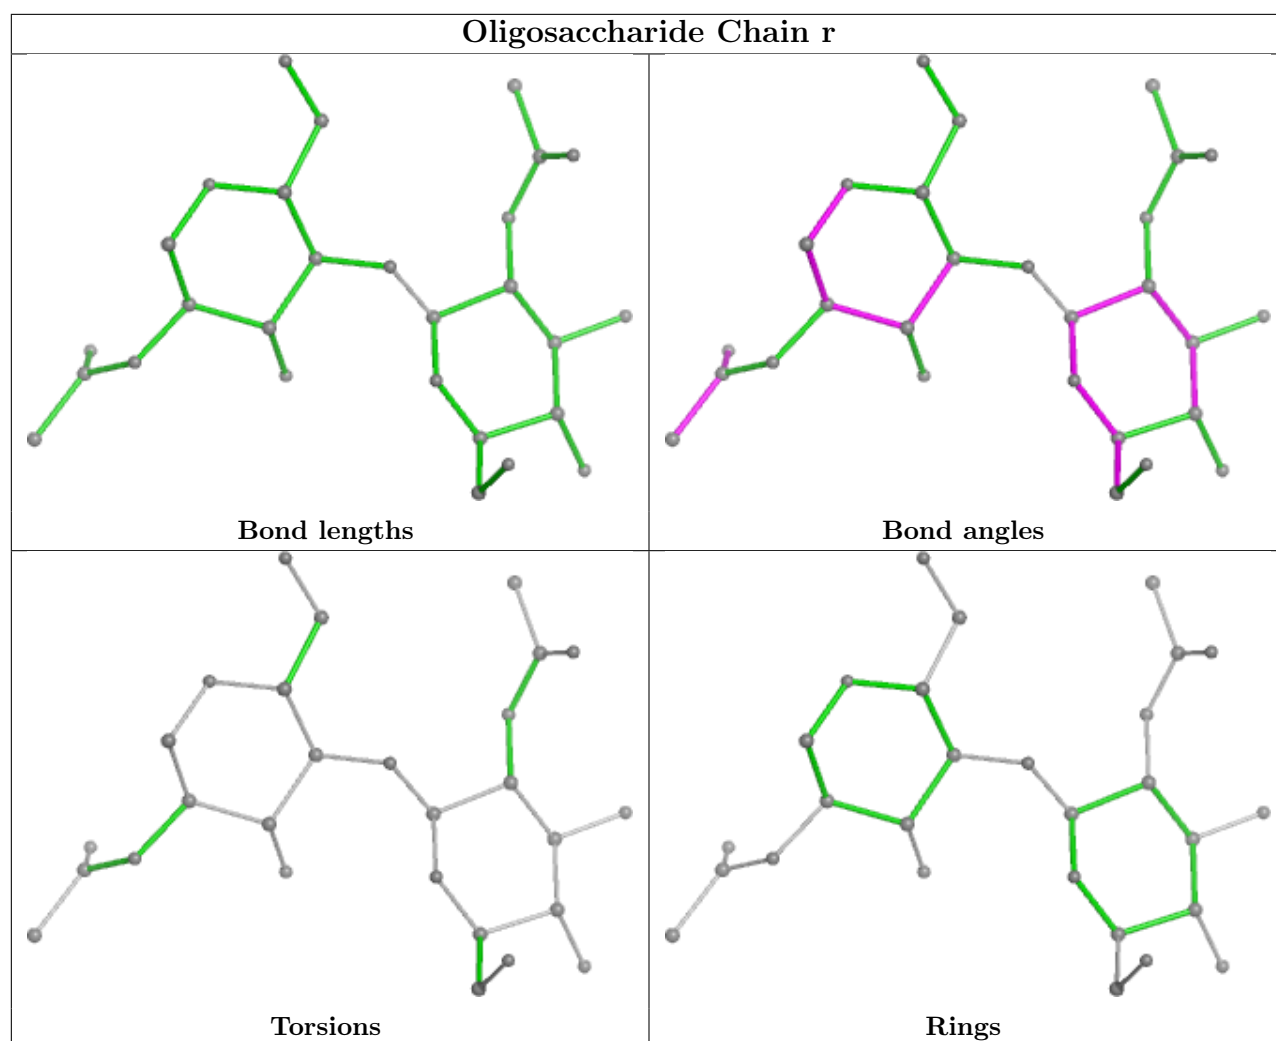 Oligosaccharide Chain r
Bond lengths
Bond angles
Torsions
Rings